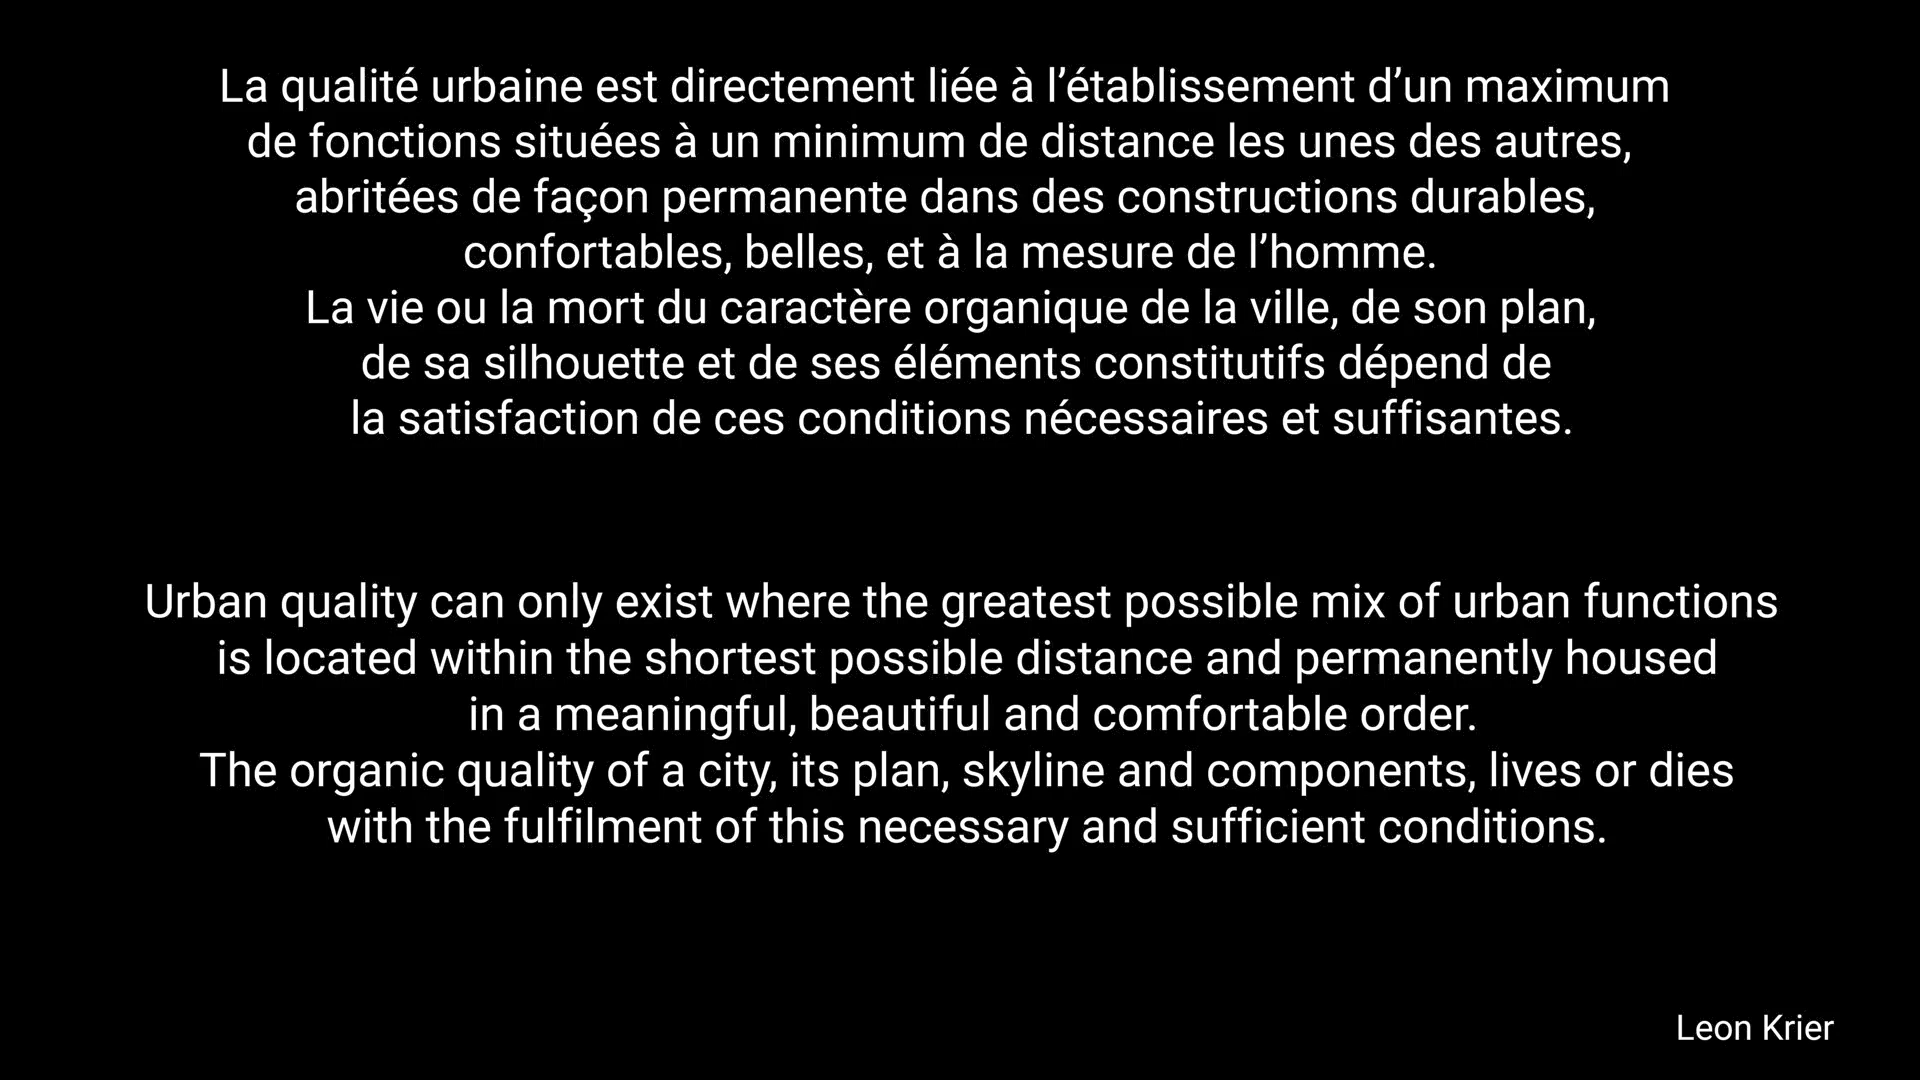 La qualité urbaine est directement liée à l’établissement d’un maximum
de fonctions situées à un minimum de distance les unes des autres,
abritées de façon permanente dans des constructions durables,
confortables, belles, et à la mesure de l’homme.
La vie ou la mort du caractère organique de la ville, de son plan,
de sa silhouette et de ses éléments constitutifs dépend de
la satisfaction de ces conditions nécessaires et suffisantes.
Urban quality can only exist where the greatest possible mix of urban functions
is located within the shortest possible distance and permanently housed
in a meaningful, beautiful and comfortable order.
The organic quality of a city, its plan, skyline and components, lives or dies
with the fulfilment of this necessary and sufficient conditions.
Leon Krier